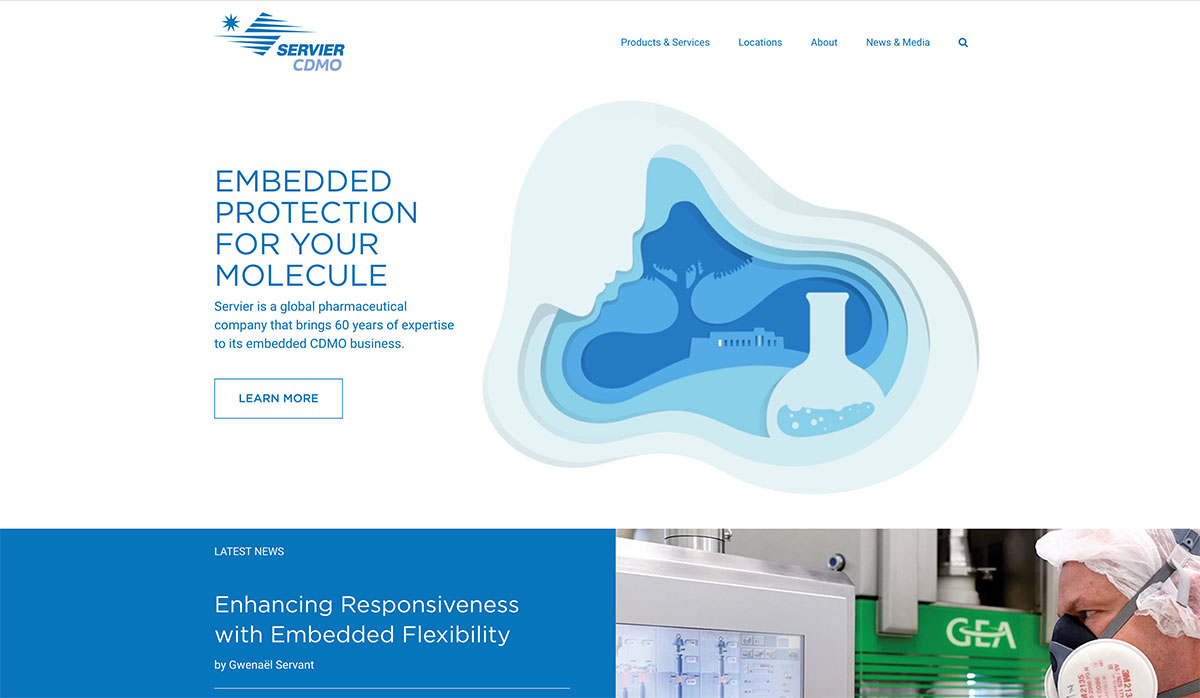 SERVIER
CDMO
Products & Services
Locations
About
News & Media
EMBEDDED
PROTECTION
FOR YOUR
MOLECULE
Servier is a global pharmaceutical
company that brings 60 years of expertise
to its embedded CDMO business.
LEARN MORE
LATEST NEWS
Enhancing Responsiveness
with Embedded Flexibility
by Gwenaël Servant
GEA